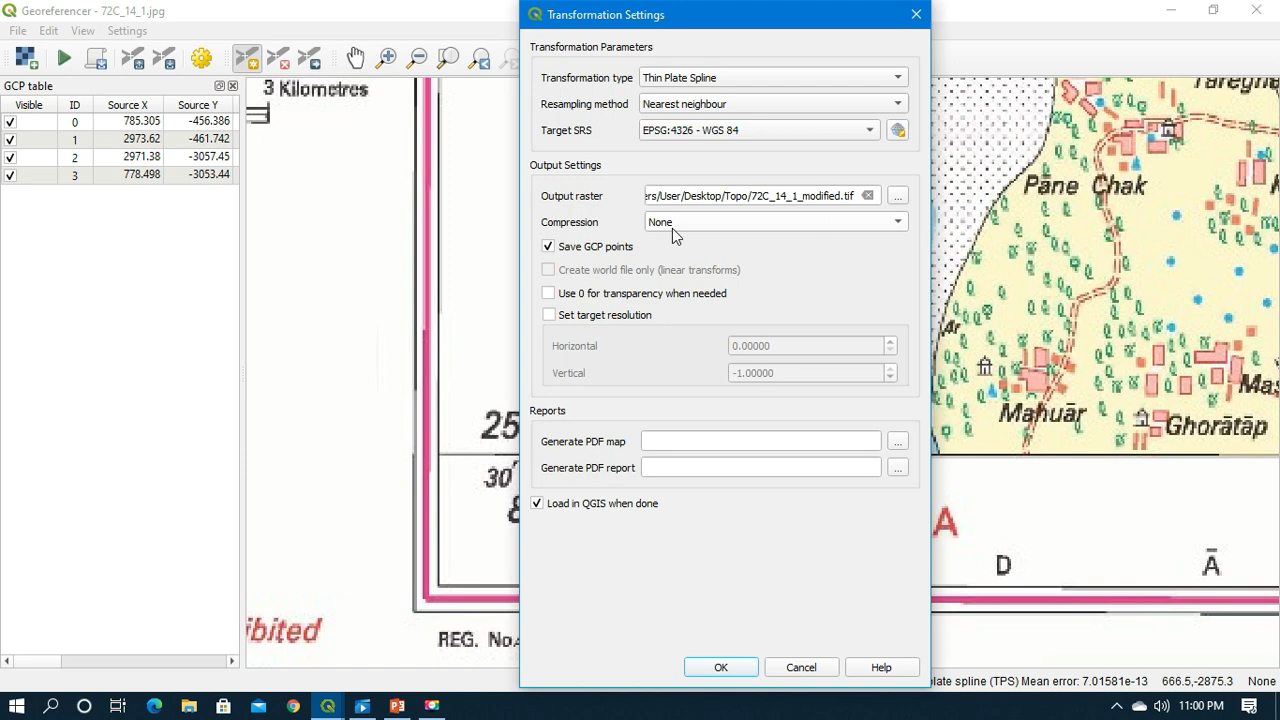 Georeferencer - 72C_14_1.jpg
File Edit View Settings
GCP table
Visible ID Source X Source Y
0 785.305 -456.386
1 2973.62 -461.742
2 2971.38 -3057.45
3 778.498 -3053.44
3 Kilometres
25
30′
ibited
REG. No.
Transformation Settings
Transformation Parameters
Transformation type Thin Plate Spline
Resampling method Nearest neighbour
Target SRS EPSG:4326 - WGS 84
Output Settings
Output raster ers/User/Desktop/Topo/72C_14_1_modified.tif ...
Compression None
Save GCP points
Create world file only (linear transforms)
Use 0 for transparency when needed
Set target resolution
Horizontal 0.00000
Vertical -1.00000
Reports
Generate PDF map ...
Generate PDF report ...
Load in QGIS when done
OK Cancel Help
Taregn
Pāne Chak
Ar
Mahuār
Mas
Ghorātāp
A
D Ā
plate spline (TPS) Mean error: 7.01581e-13 666.5,-2875.3 None
11:00 PM